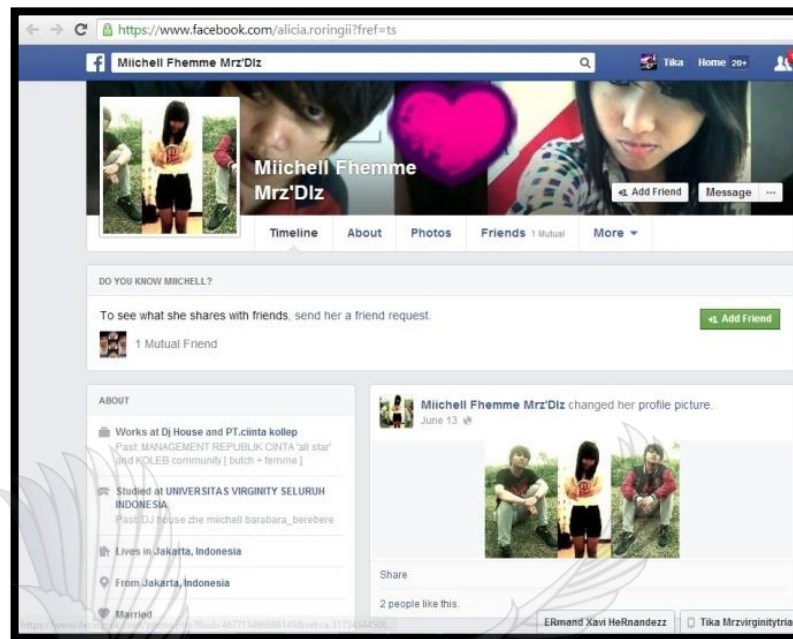 https://www.facebook.com/alicia.roringii?fref=ts
Miichell Fhemme Mrz'Dlz
Tika Home 20+
Miichell Fhemme
Mrz'Dlz
+1 Add Friend Message ...
Timeline About Photos Friends 1 Mutual More
DO YOU KNOW MIICHELL?
To see what she shares with friends, send her a friend request.
+1 Add Friend
1 Mutual Friend
ABOUT
Works at Dj House and PT.ciinta kollep
Past: MANAGEMENT REPUBLIK CINTA 'all star'
and KOLEB community [ butch + femme ]
Studied at UNIVERSITAS VIRGINITY SELURUH
INDONESIA
Past: DJ house zhe miichell barabara_berebere
Lives in Jakarta, Indonesia
From Jakarta, Indonesia
Married
Miichell Fhemme Mrz'Dlz changed her profile picture.
June 13
Share
2 people like this.
ERmand Xavi HeRnandezz
Tika Mrzvirginitytria